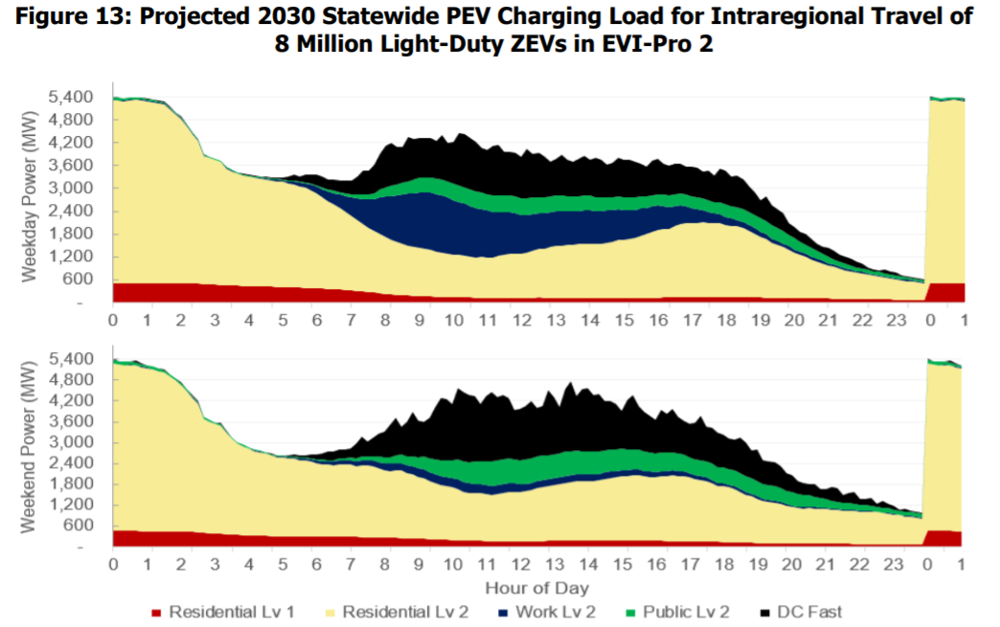 Figure 13: Projected 2030 Statewide PEV Charging Load for Intraregional Travel of
8 Million Light-Duty ZEVs in EVI-Pro 2
Weekday Power (MW)
5,400
4,800
4,200
3,600
3,000
2,400
1,800
1,200
600
-
0 1 2 3 4 5 6 7 8 9 10 11 12 13 14 15 16 17 18 19 20 21 22 23 0 1
Weekend Power (MW)
5,400
4,800
4,200
3,600
3,000
2,400
1,800
1,200
600
-
0 1 2 3 4 5 6 7 8 9 10 11 12 13 14 15 16 17 18 19 20 21 22 23 0 1
Hour of Day
Residential Lv 1 Residential Lv 2 Work Lv 2 Public Lv 2 DC Fast